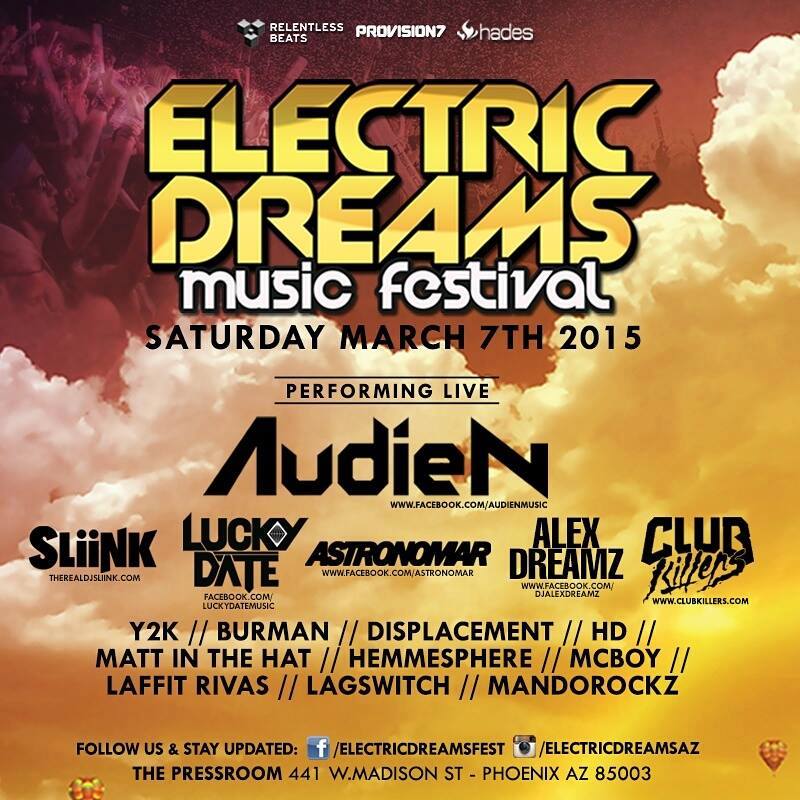 RELENTLESS BEATS PROVISION7 hades
ELECTRIC
DREAMS
music festival
SATURDAY MARCH 7TH 2015
PERFORMING LIVE
AudieN
WWW.FACEBOOK.COM/AUDIENMUSIC
SLiiNK
THEREALDJSLIINK.COM
LUCKY
DATE
FACEBOOK.COM/
LUCKYDATEMUSIC
ASTRONOMAR
WWW.FACEBOOK.COM/ASTRONOMAR
ALEX
DREAMZ
WWW.FACEBOOK.COM/
DJALEXDREAMZ
CLUB
Killers
WWW.CLUBKILLERS.COM
Y2K // BURMAN // DISPLACEMENT // HD //
MATT IN THE HAT // HEMMESPHERE // MCBOY //
LAFFIT RIVAS // LAGSWITCH // MANDOROCKZ
FOLLOW US & STAY UPDATED: f /ELECTRICDREAMSFEST /ELECTRICDREAMSAZ
THE PRESSROOM 441 W.MADISON ST - PHOENIX AZ 85003